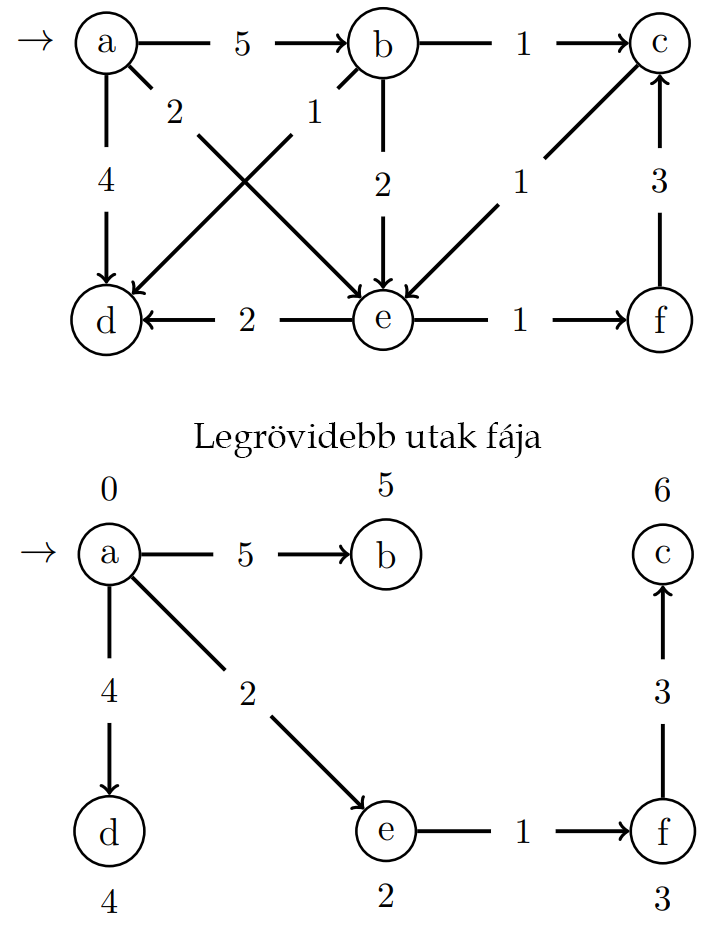 → a 5 b 1 c
2 1
4 2 1 3
d 2 e 1 f
Legrövidebb utak fája
0 5 6
→ a 5 b c
4 2 3
d e 1 f
4 2 3